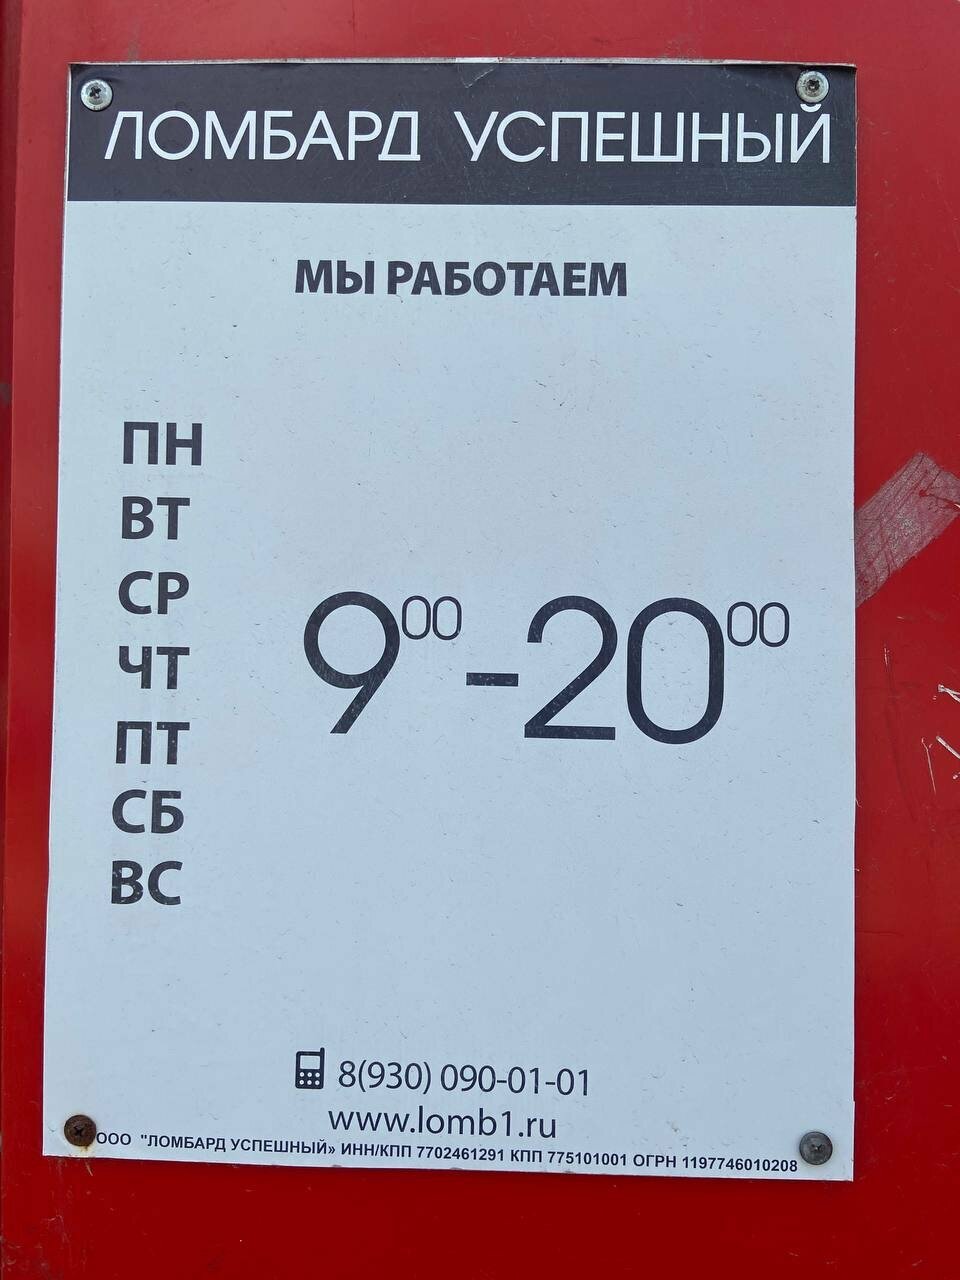 ЛОМБАРД УСПЕШНЫЙ
МЫ РАБОТАЕМ
ПН
ВТ
СР
ЧТ
ПТ
СБ
ВС
9⁰⁰-20⁰⁰
8(930) 090-01-01
www.lomb1.ru
ООО "ЛОМБАРД УСПЕШНЫЙ» ИНН/КПП 7702461291 КПП 775101001 ОГРН 1197746010208